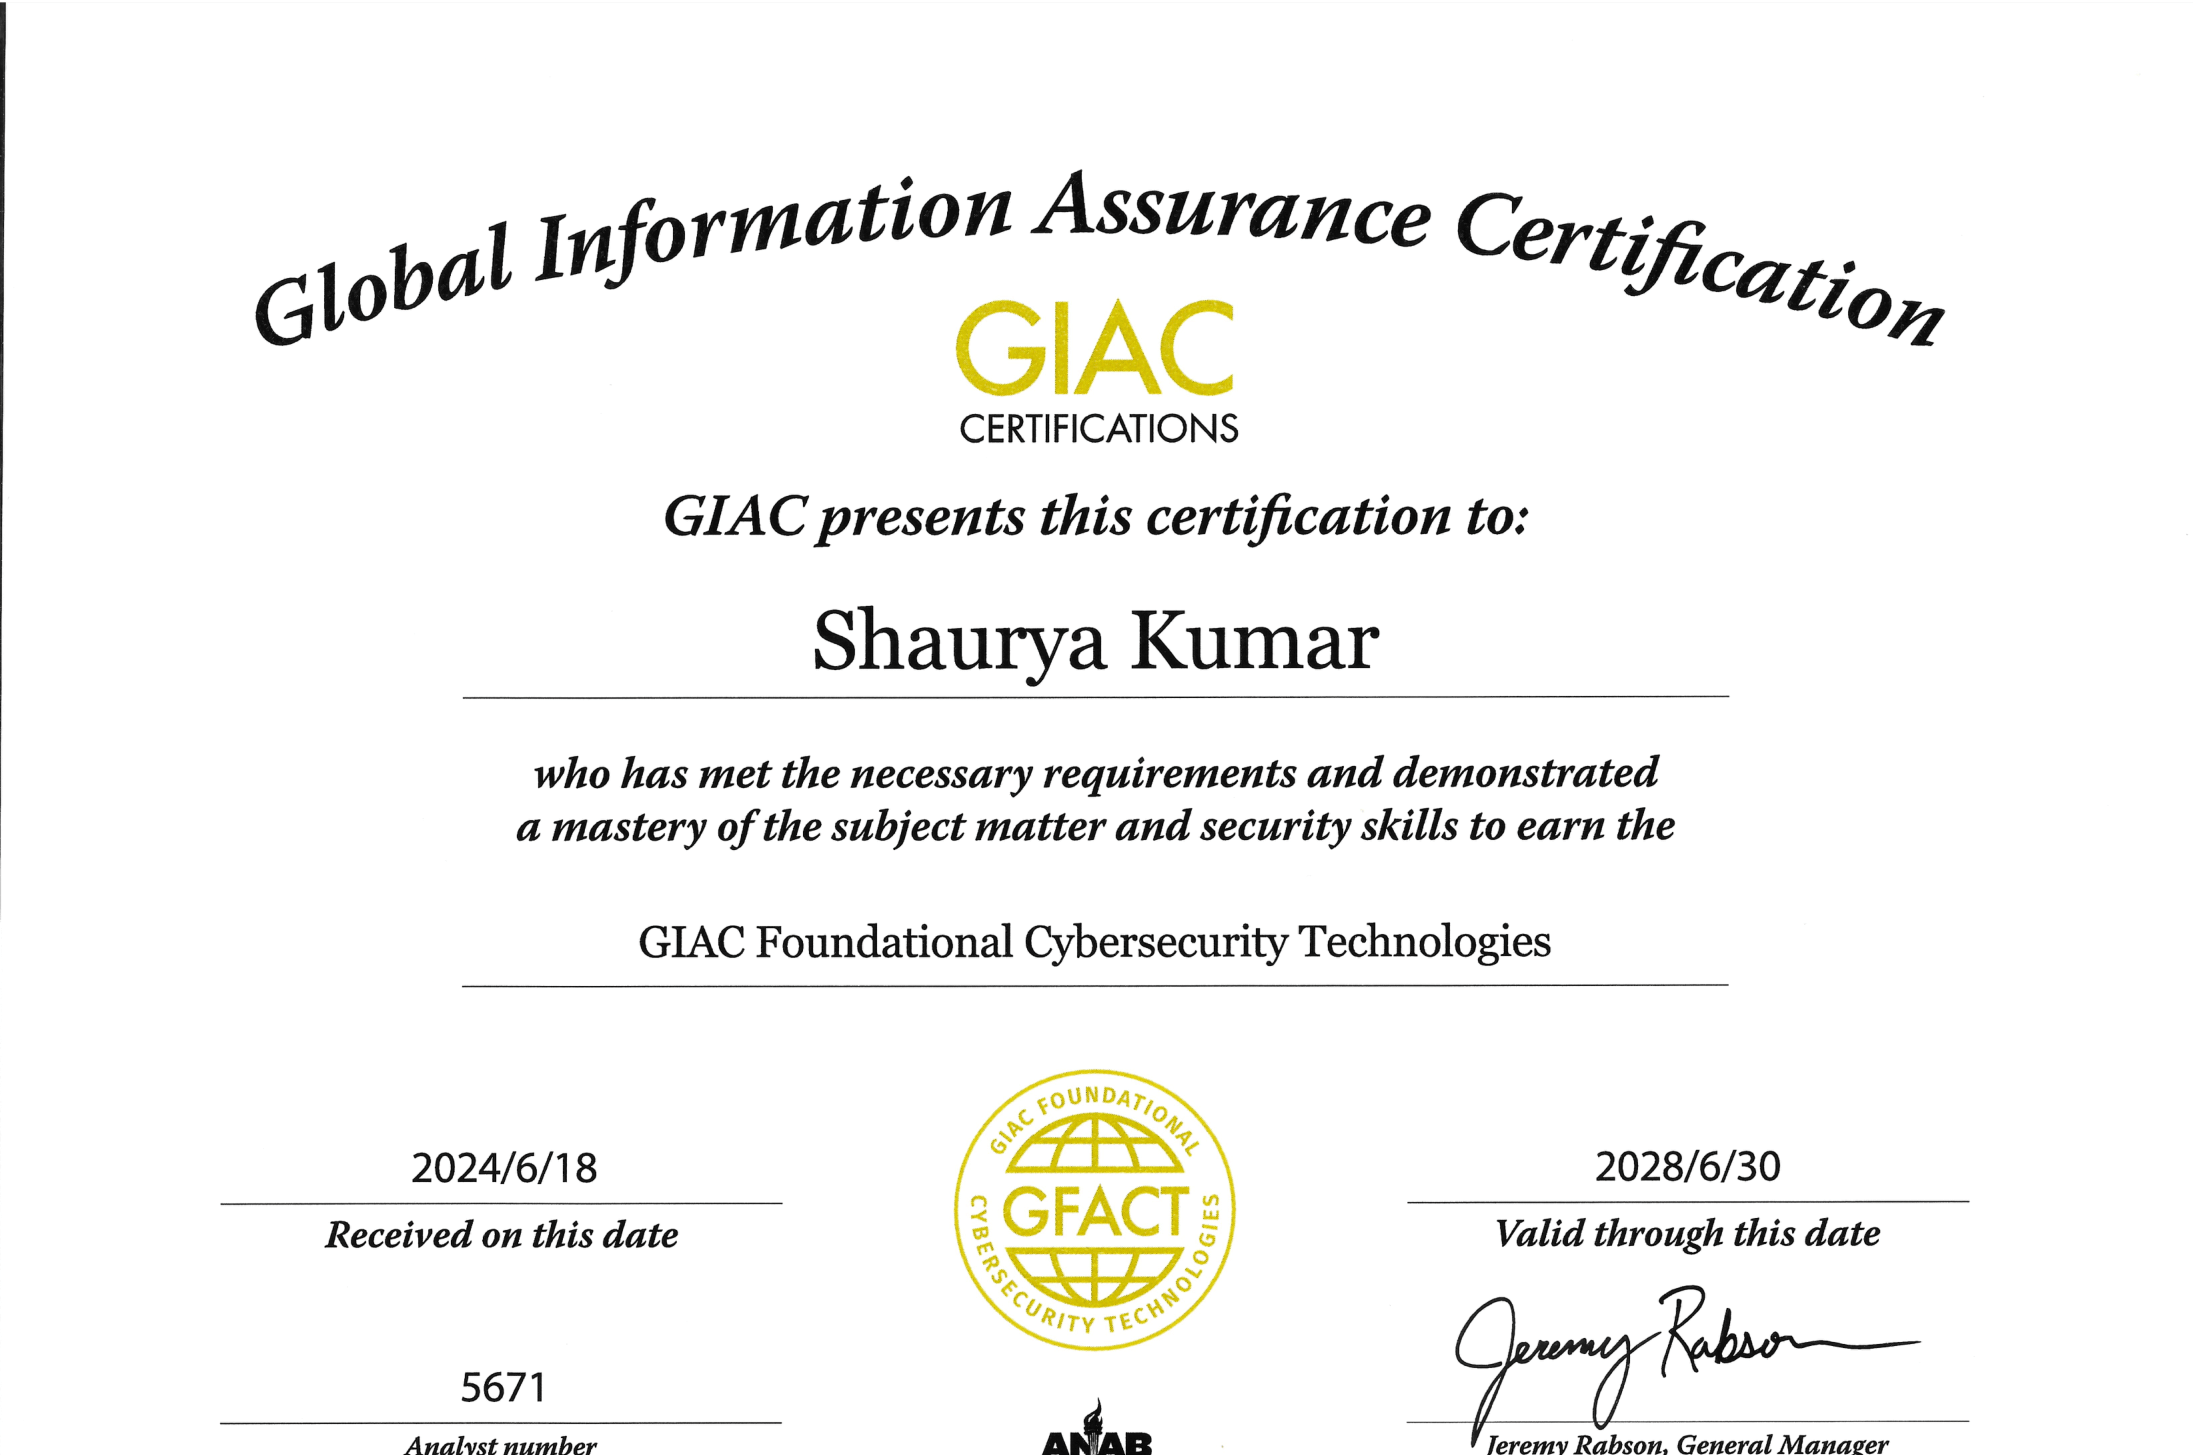 Global Information Assurance Certification
GIAC
CERTIFICATIONS
GIAC presents this certification to:
Shaurya Kumar
who has met the necessary requirements and demonstrated
a mastery of the subject matter and security skills to earn the
GIAC Foundational Cybersecurity Technologies
2024/6/18
Received on this date
GIAC FOUNDATIONAL
GFACT
CYBERSECURITY TECHNOLOGIES
2028/6/30
Valid through this date
Jeremy Rabson
5671
Analyst number
ANAB
Jeremy Rabson, General Manager